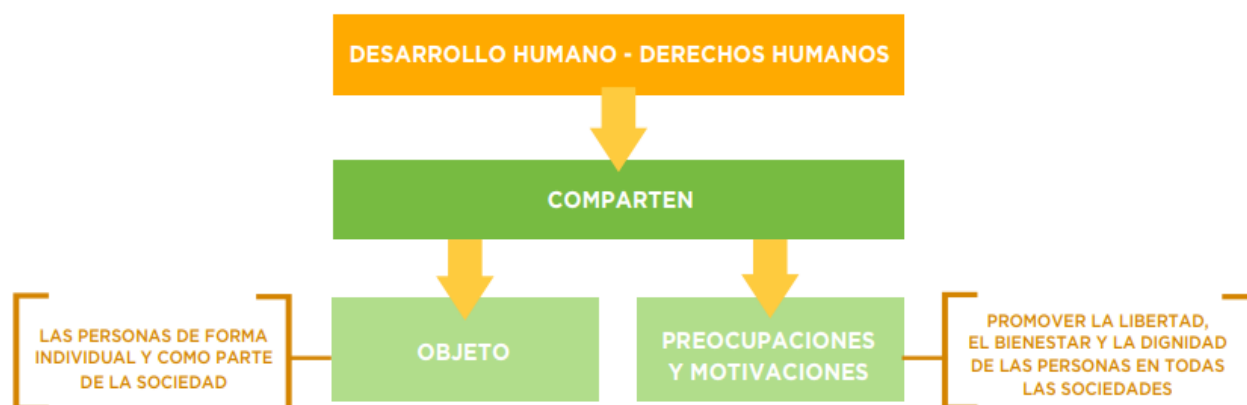 DESARROLLO HUMANO - DERECHOS HUMANOS
COMPARTEN
LAS PERSONAS DE FORMA
INDIVIDUAL Y COMO PARTE
DE LA SOCIEDAD
OBJETO
PREOCUPACIONES
Y MOTIVACIONES
PROMOVER LA LIBERTAD,
EL BIENESTAR Y LA DIGNIDAD
DE LAS PERSONAS EN TODAS
LAS SOCIEDADES